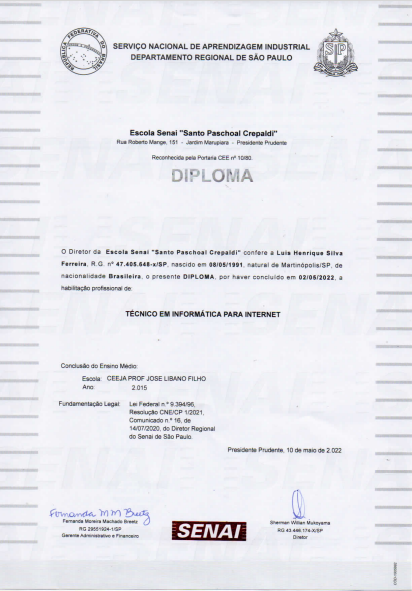 REPÚBLICA FEDERATIVA DO BRASIL
SERVIÇO NACIONAL DE APRENDIZAGEM INDUSTRIAL
DEPARTAMENTO REGIONAL DE SÃO PAULO
SP
Escola Senai "Santo Paschoal Crepaldi"
Rua Roberto Mange, 151 - Jardim Marupiara - Presidente Prudente
Reconhecida pela Portaria CEE nº 10/80.
DIPLOMA
O Diretor da Escola Senai "Santo Paschoal Crepaldi" confere a Luis Henrique Silva
Ferreira, R.G. nº 47.405.648-x/SP, nascido em 08/05/1991, natural de Martinópolis/SP, de
nacionalidade Brasileira, o presente DIPLOMA, por haver concluído em 02/05/2022, a
habilitação profissional de:
TÉCNICO EM INFORMÁTICA PARA INTERNET
Conclusão do Ensino Médio:
Escola: CEEJA PROF JOSE LIBANO FILHO
Ano: 2.015
Fundamentação Legal: Lei Federal n.º 9.394/96,
Resolução CNE/CP 1/2021,
Comunicado n.º 16, de
14/07/2020, do Diretor Regional
do Senai de São Paulo.
Presidente Prudente, 10 de maio de 2.022
Fernanda M M Breetz
Fernanda Moreira Machado Breetz
RG 29551924-1/SP
Gerente Administrativo e Financeiro
SENAI
Sherman Willian Mukoyama
RG 43.446.174-X/SP
Diretor